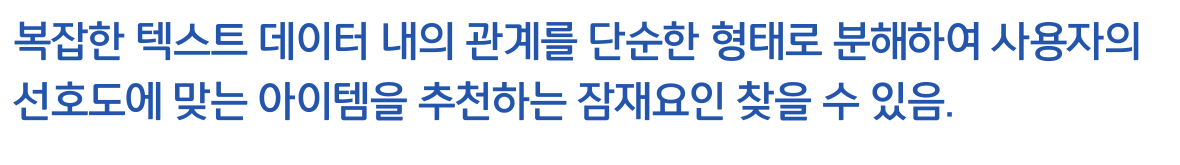 복잡한 텍스트 데이터 내의 관계를 단순한 형태로 분해하여 사용자의
선호도에 맞는 아이템을 추천하는 잠재요인 찾을 수 있음.